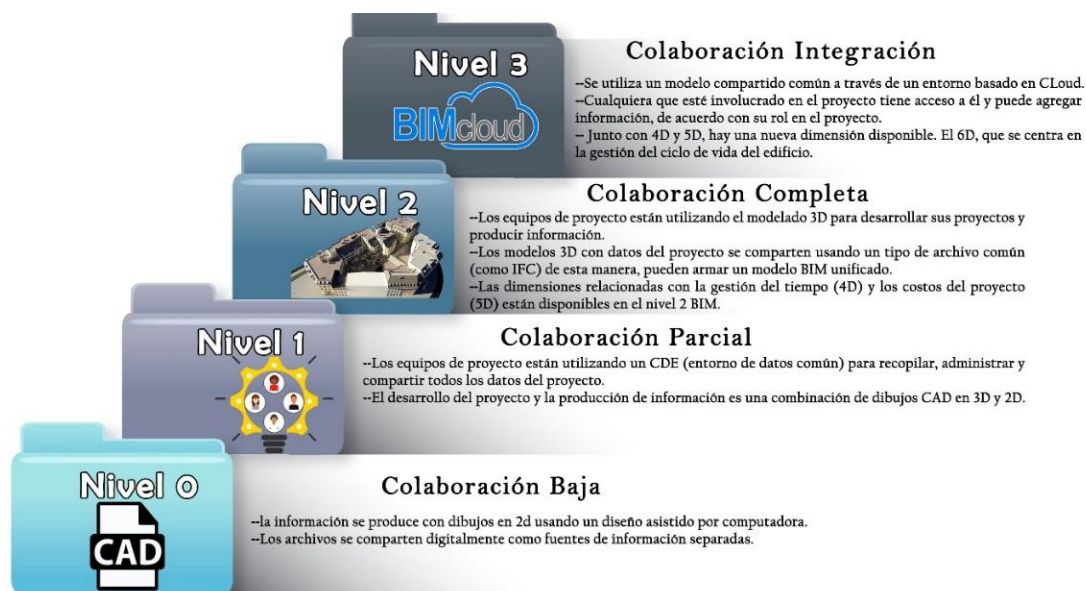 Nivel 3
BIMcloud
Colaboración Integración
--Se utiliza un modelo compartido común a través de un entorno basado en CLoud.
--Cualquiera que esté involucrado en el proyecto tiene acceso a él y puede agregar
información, de acuerdo con su rol en el proyecto.
-- Junto con 4D y 5D, hay una nueva dimensión disponible. El 6D, que se centra en
la gestión del ciclo de vida del edificio.
Nivel 2
Colaboración Completa
--Los equipos de proyecto están utilizando el modelado 3D para desarrollar sus proyectos y
producir información.
--Los modelos 3D con datos del proyecto se comparten usando un tipo de archivo común
(como IFC) de esta manera, pueden armar un modelo BIM unificado.
--Las dimensiones relacionadas con la gestión del tiempo (4D) y los costos del proyecto
(5D) están disponibles en el nivel 2 BIM.
Nivel 1
Colaboración Parcial
--Los equipos de proyecto están utilizando un CDE (entorno de datos común) para recopilar, administrar y
compartir todos los datos del proyecto.
--El desarrollo del proyecto y la producción de información es una combinación de dibujos CAD en 3D y 2D.
Nivel 0
CAD
Colaboración Baja
--la información se produce con dibujos en 2d usando un diseño asistido por computadora.
--Los archivos se comparten digitalmente como fuentes de información separadas.